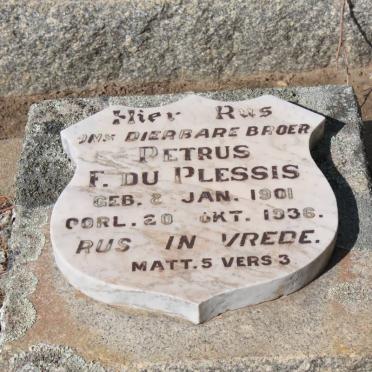 Hier Rus
ONS DIERBARE BROER
PETRUS
F. DU PLESSIS
GEB. 2 JAN. 1901
OORL. 20 OKT. 1936.
RUS IN VREDE.
MATT. 5 VERS 3